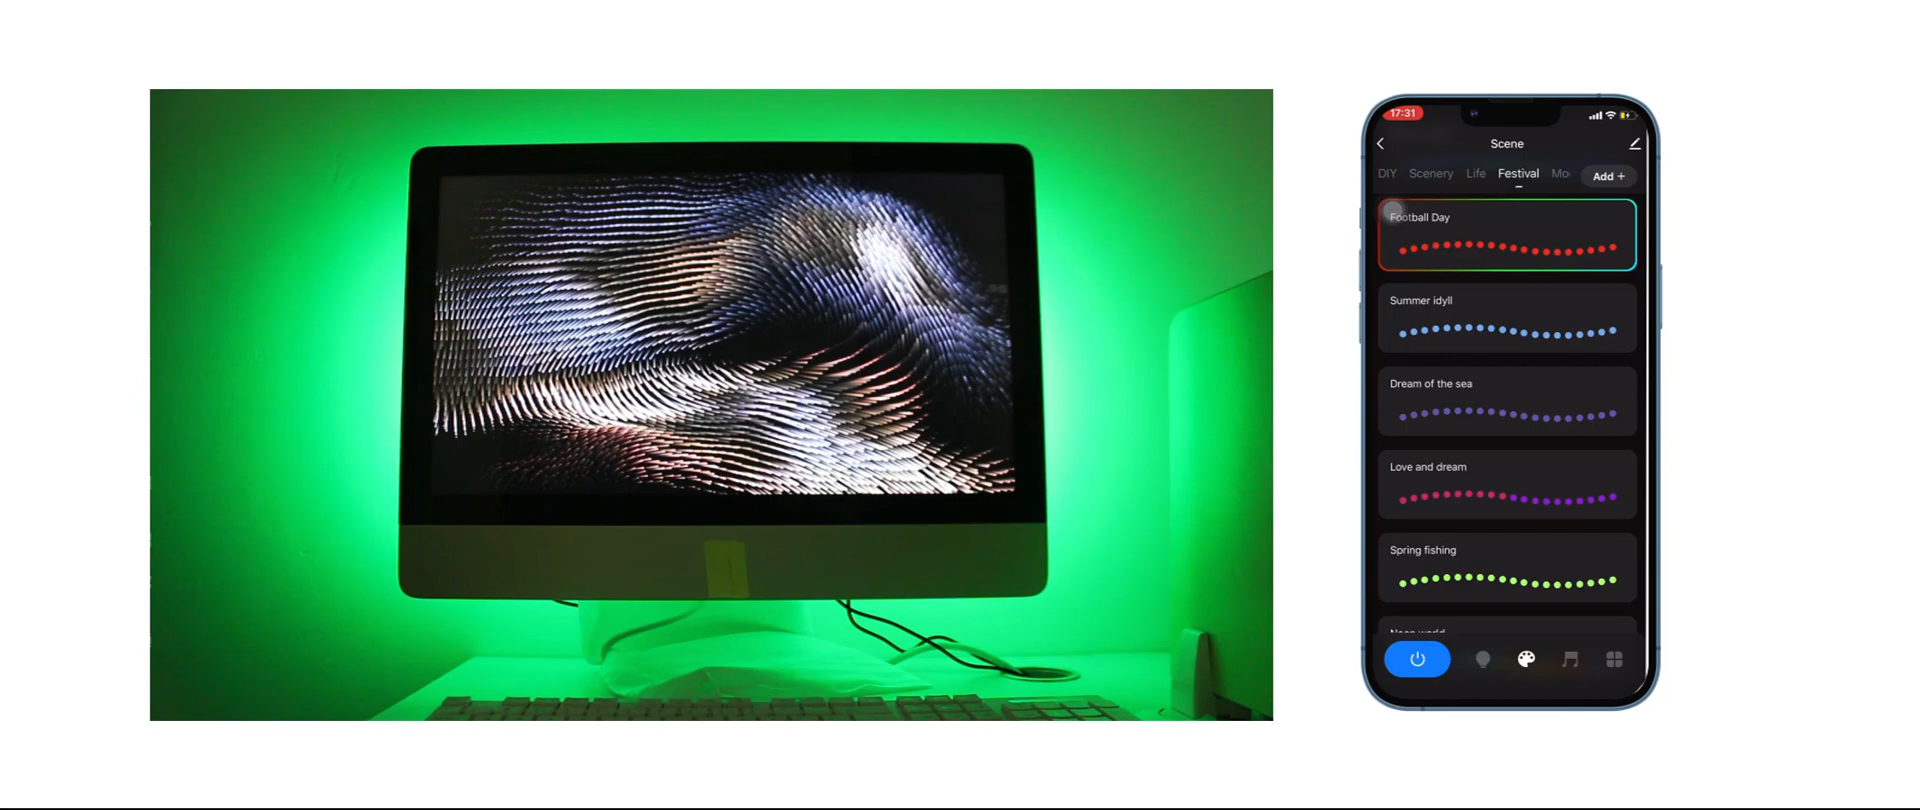 17:31
Scene
DIY Scenery Life Festival Mo Add +
Football Day
Summer idyll
Dream of the sea
Love and dream
Spring fishing